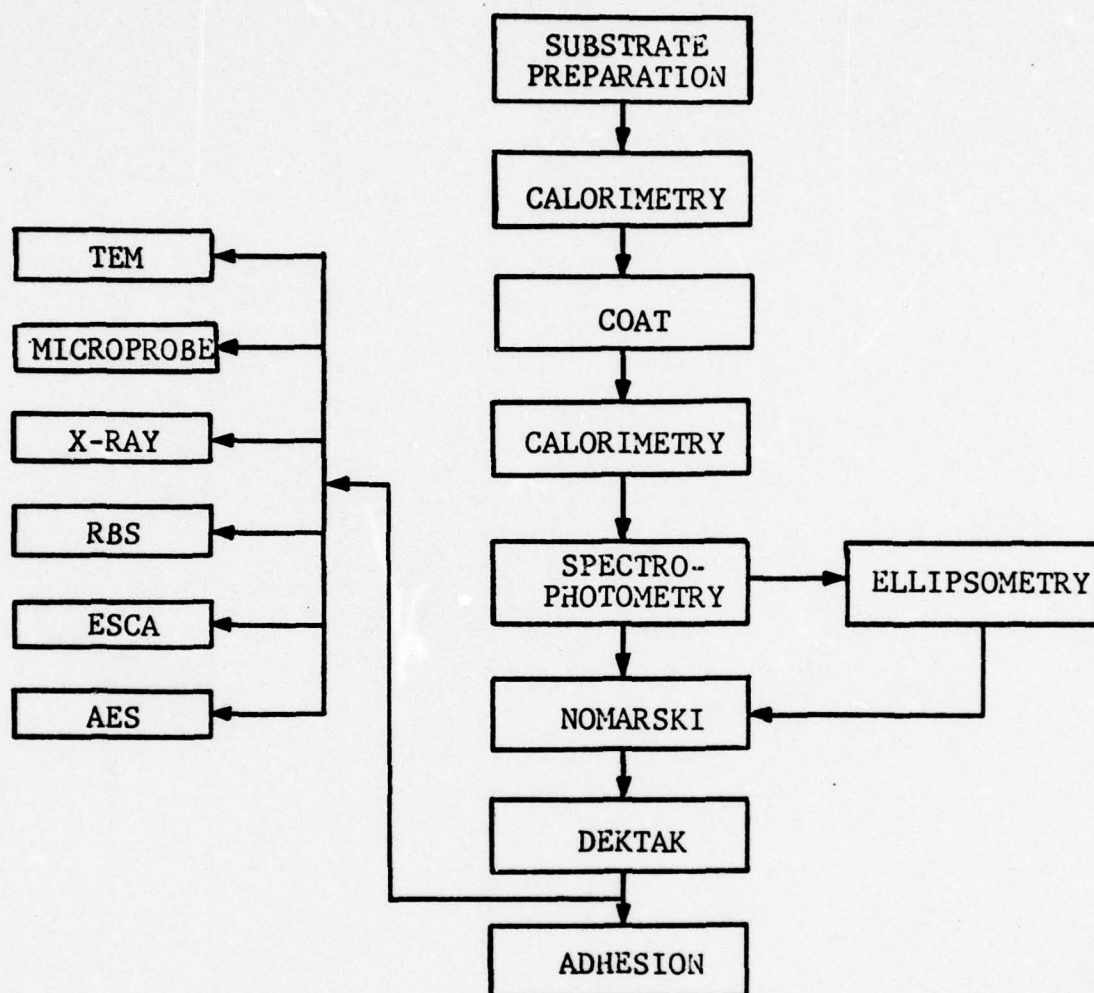 SUBSTRATE
PREPARATION
CALORIMETRY
COAT
CALORIMETRY
SPECTRO-
PHOTOMETRY
ELLIPSOMETRY
NOMARSKI
DEKTAK
ADHESION
TEM
MICROPROBE
X-RAY
RBS
ESCA
AES